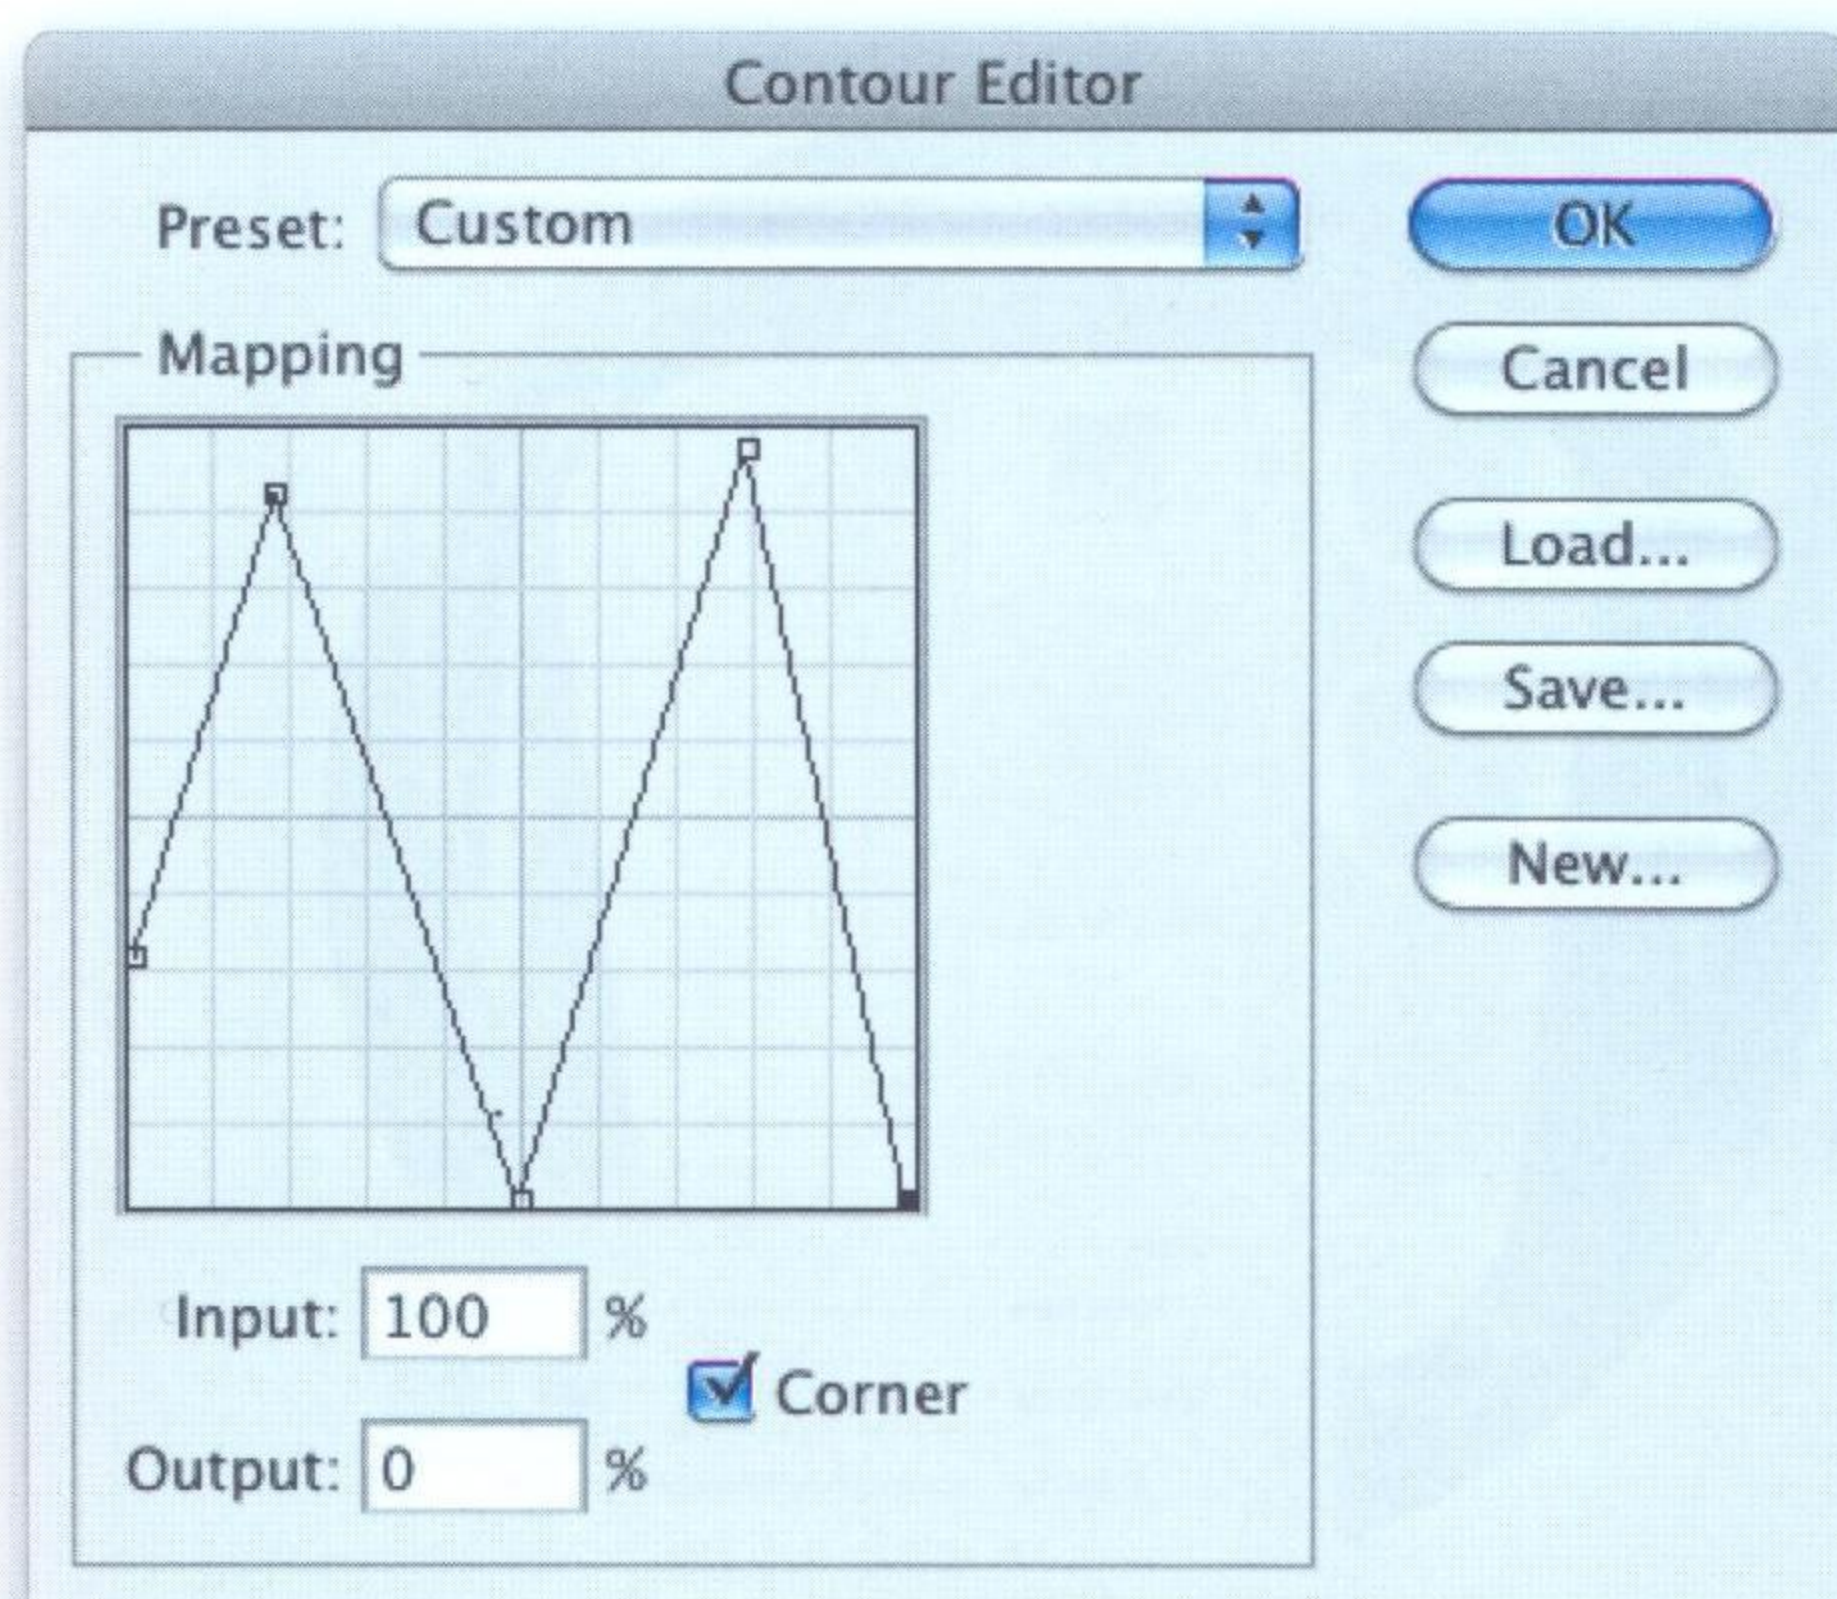 Contour Editor
Preset: Custom
OK
Cancel
Load...
Save...
New...
Mapping
Input: 100 %
Corner
Output: 0 %